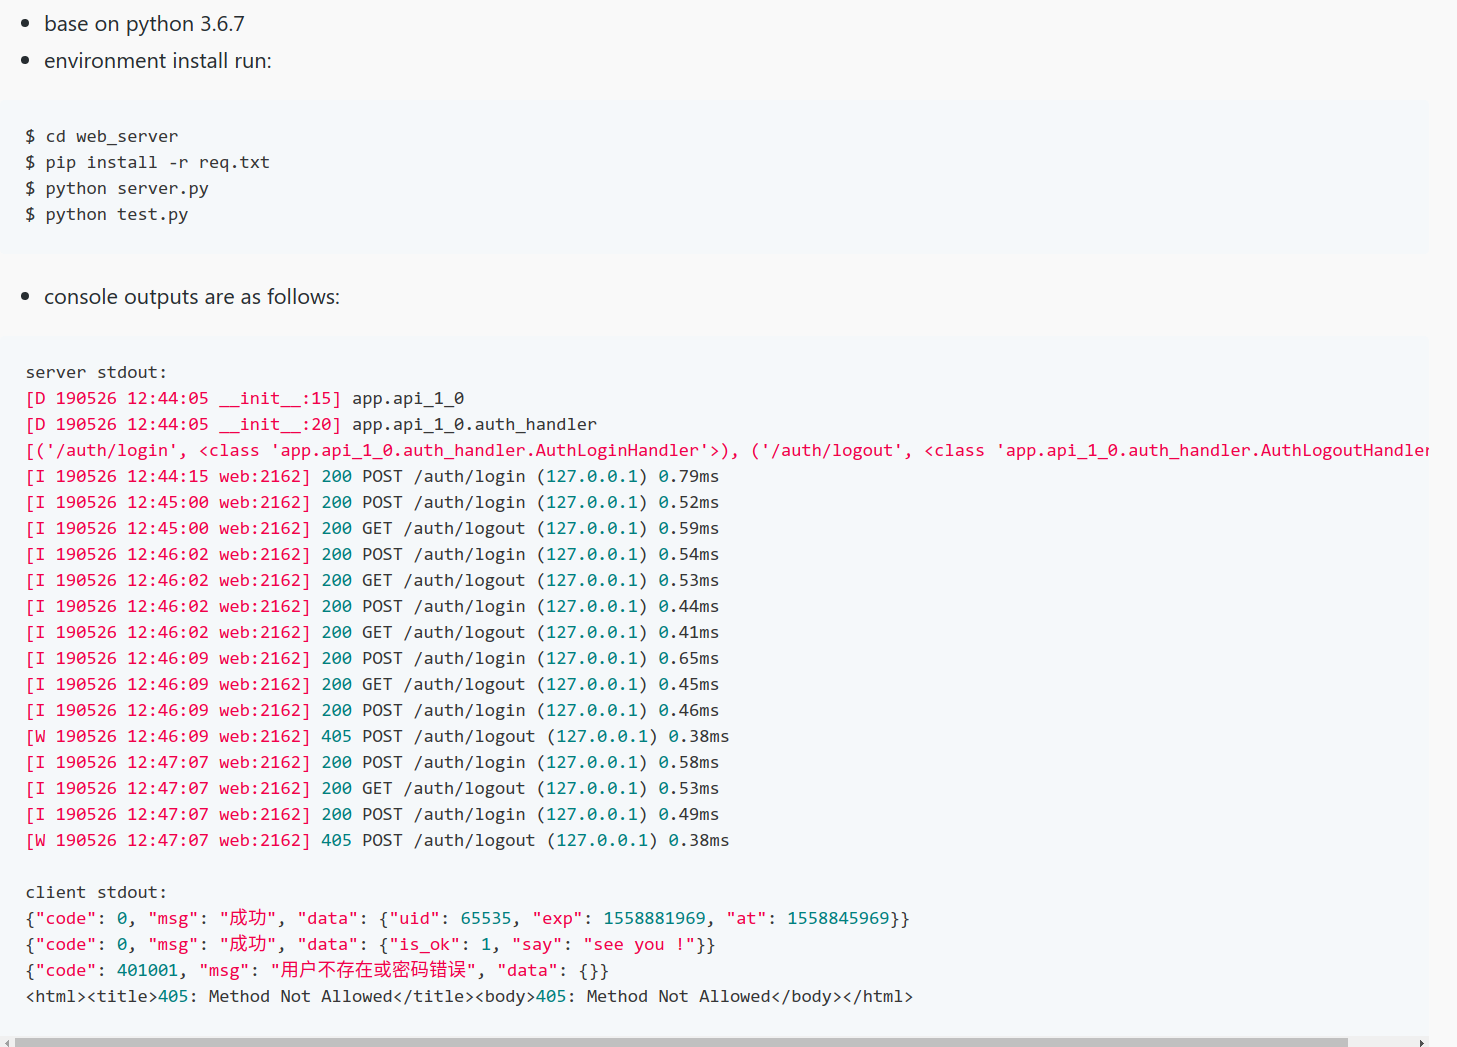 base on python 3.6.7
environment install run:
$ cd web_server
$ pip install -r req.txt
$ python server.py
$ python test.py
console outputs are as follows:
server stdout:
[D 190526 12:44:05 __init__:15] app.api_1_0
[D 190526 12:44:05 __init__:20] app.api_1_0.auth_handler
[('/auth/login', <class 'app.api_1_0.auth_handler.AuthLoginHandler'>), ('/auth/logout', <class 'app.api_1_0.auth_handler.AuthLogoutHandler
[I 190526 12:44:15 web:2162] 200 POST /auth/login (127.0.0.1) 0.79ms
[I 190526 12:45:00 web:2162] 200 POST /auth/login (127.0.0.1) 0.52ms
[I 190526 12:45:00 web:2162] 200 GET /auth/logout (127.0.0.1) 0.59ms
[I 190526 12:46:02 web:2162] 200 POST /auth/login (127.0.0.1) 0.54ms
[I 190526 12:46:02 web:2162] 200 GET /auth/logout (127.0.0.1) 0.53ms
[I 190526 12:46:02 web:2162] 200 POST /auth/login (127.0.0.1) 0.44ms
[I 190526 12:46:02 web:2162] 200 GET /auth/logout (127.0.0.1) 0.41ms
[I 190526 12:46:09 web:2162] 200 POST /auth/login (127.0.0.1) 0.65ms
[I 190526 12:46:09 web:2162] 200 GET /auth/logout (127.0.0.1) 0.45ms
[I 190526 12:46:09 web:2162] 200 POST /auth/login (127.0.0.1) 0.46ms
[W 190526 12:46:09 web:2162] 405 POST /auth/logout (127.0.0.1) 0.38ms
[I 190526 12:47:07 web:2162] 200 POST /auth/login (127.0.0.1) 0.58ms
[I 190526 12:47:07 web:2162] 200 GET /auth/logout (127.0.0.1) 0.53ms
[I 190526 12:47:07 web:2162] 200 POST /auth/login (127.0.0.1) 0.49ms
[W 190526 12:47:07 web:2162] 405 POST /auth/logout (127.0.0.1) 0.38ms
client stdout:
{"code": 0, "msg": "成功", "data": {"uid": 65535, "exp": 1558881969, "at": 1558845969}}
{"code": 0, "msg": "成功", "data": {"is_ok": 1, "say": "see you !"}}
{"code": 401001, "msg": "用户不存在或密码错误", "data": {}}
<html><title>405: Method Not Allowed</title><body>405: Method Not Allowed</body></html>